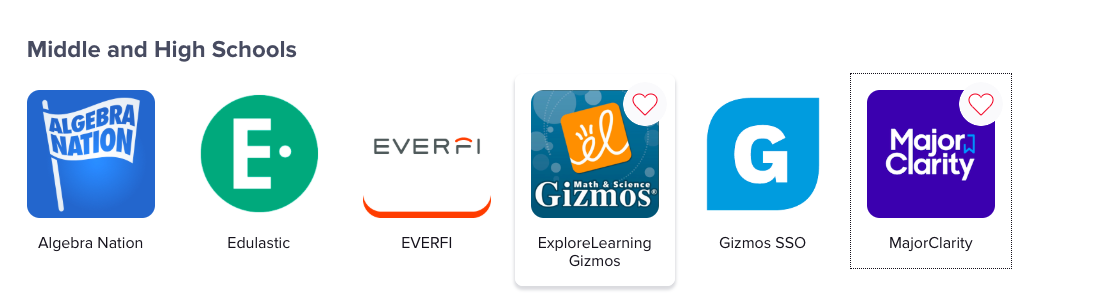 Middle and High Schools
ALGEBRA
NATION
E
EVERFI
el
Math & Science
Gizmos®
G
Major
Clarity
Algebra Nation
Edulastic
EVERFI
ExploreLearning
Gizmos
Gizmos SSO
MajorClarity